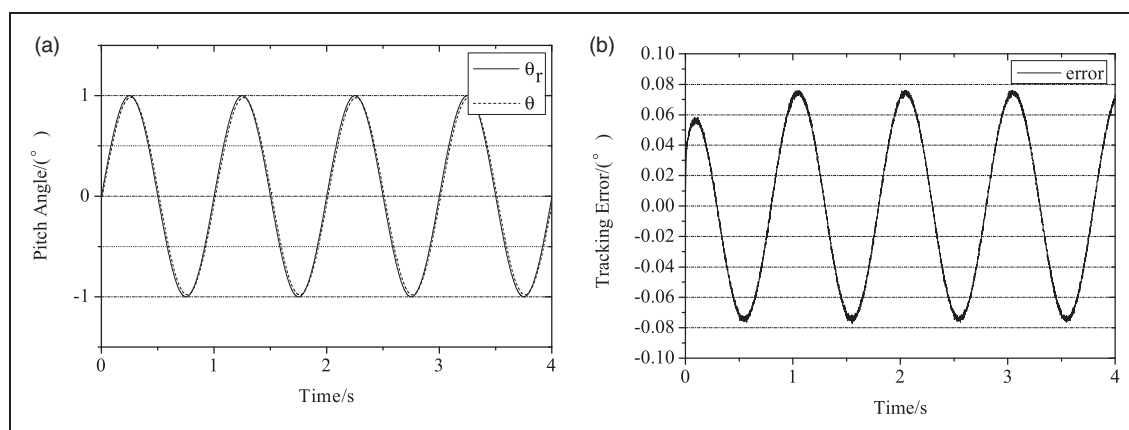 (a)
θr
θ
1
0
-1
Pitch Angle/(°)
0 1 2 3 4
Time/s
(b)
error
0.10
0.08
0.06
0.04
0.02
0.00
-0.02
-0.04
-0.06
-0.08
-0.10
Tracking Error/(°)
0 1 2 3 4
Time/s